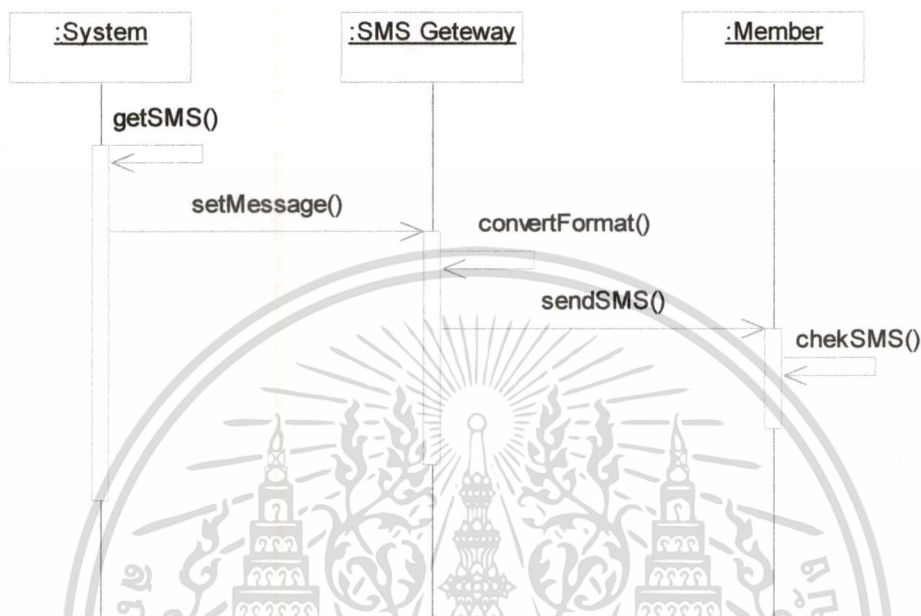 :System
:SMS Geteway
:Member
getSMS()
setMessage()
convertFormat()
sendSMS()
chekSMS()